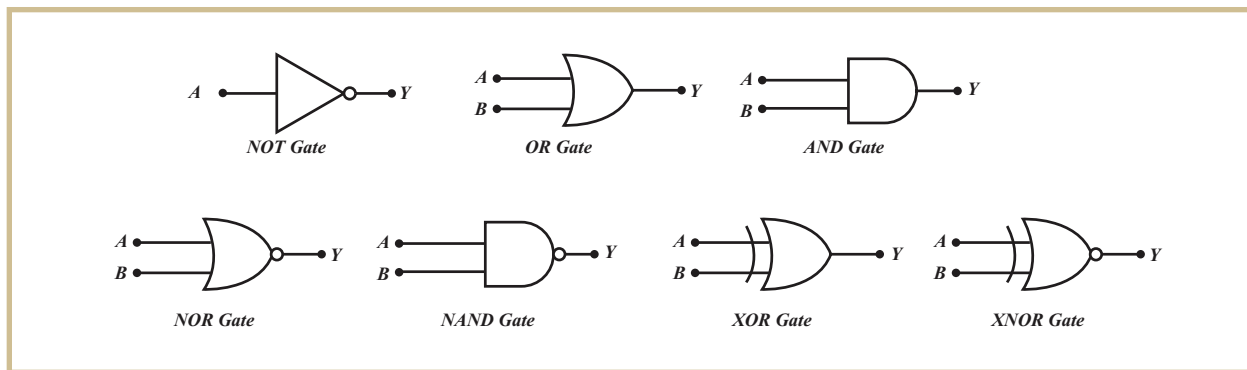 A Y
NOT Gate
A
B
Y
OR Gate
A
B
Y
AND Gate
A
B
Y
NOR Gate
A
B
Y
NAND Gate
A
B
Y
XOR Gate
A
B
Y
XNOR Gate